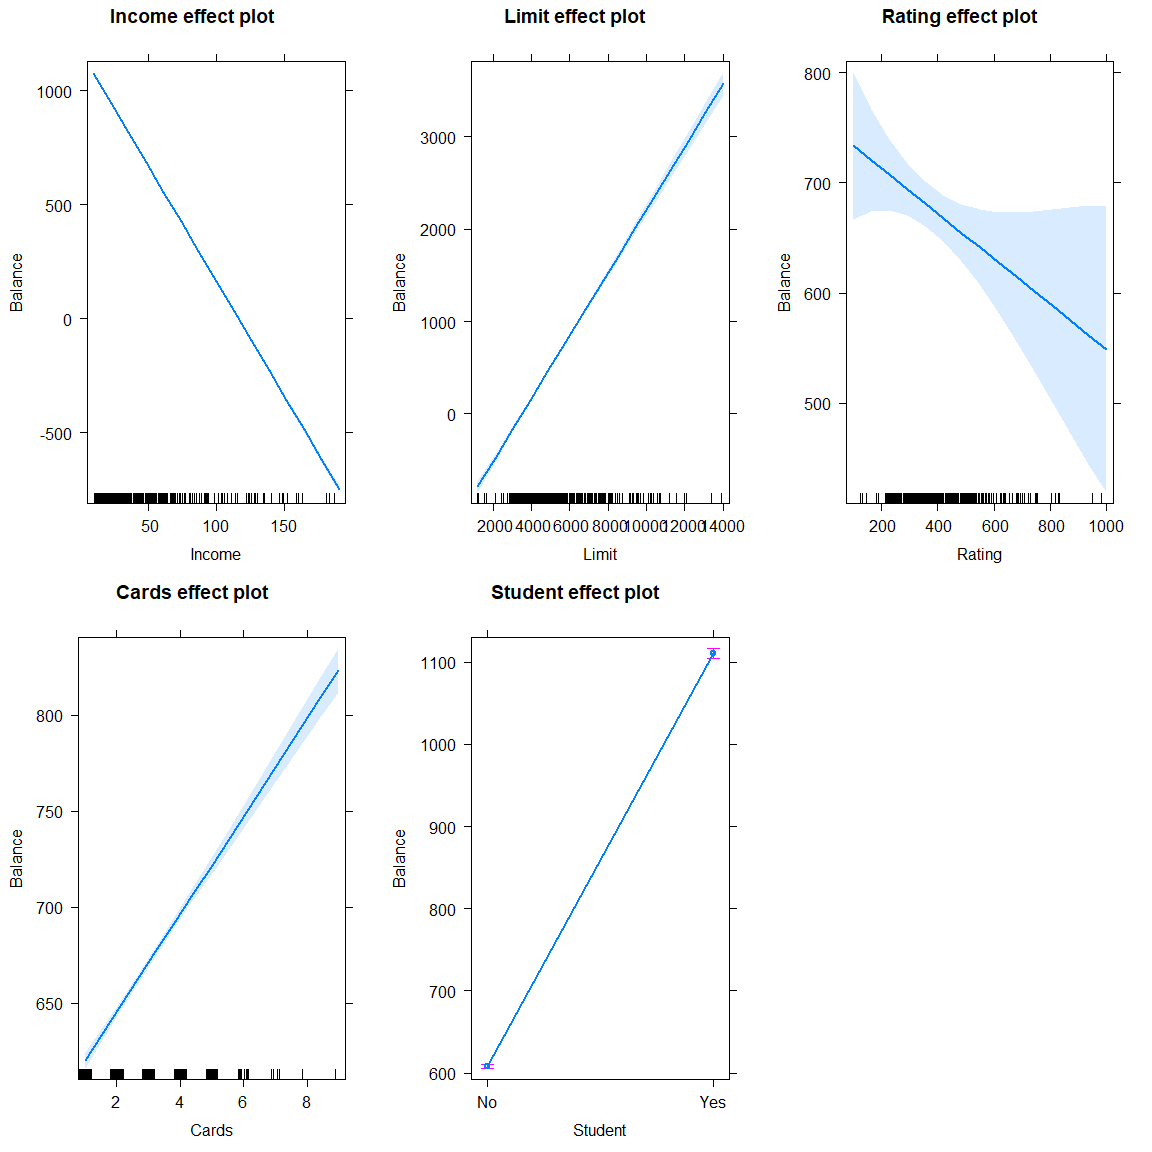 Income effect plot
1000
500
0
-500
Balance
50 100 150
Income
Limit effect plot
3000
2000
1000
0
Balance
2000 4000 6000 8000 10000 12000 14000
Limit
Rating effect plot
800
700
600
500
Balance
200 400 600 800 1000
Rating
Cards effect plot
800
750
700
650
Balance
2 4 6 8
Cards
Student effect plot
1100
1000
900
800
700
600
Balance
No Yes
Student